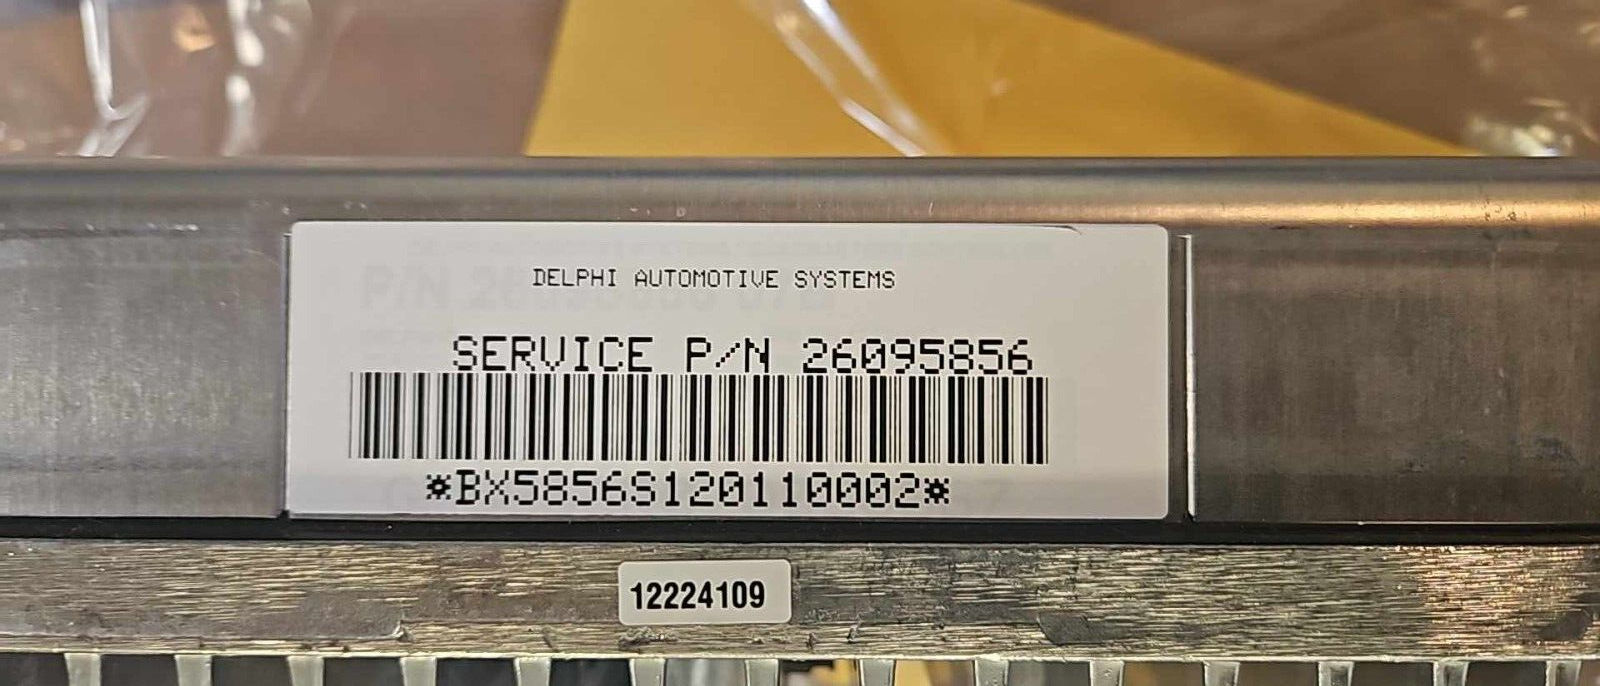 DELPHI AUTOMOTIVE SYSTEMS
SERVICE P/N 26095856
*BX5856S120110002*
12224109